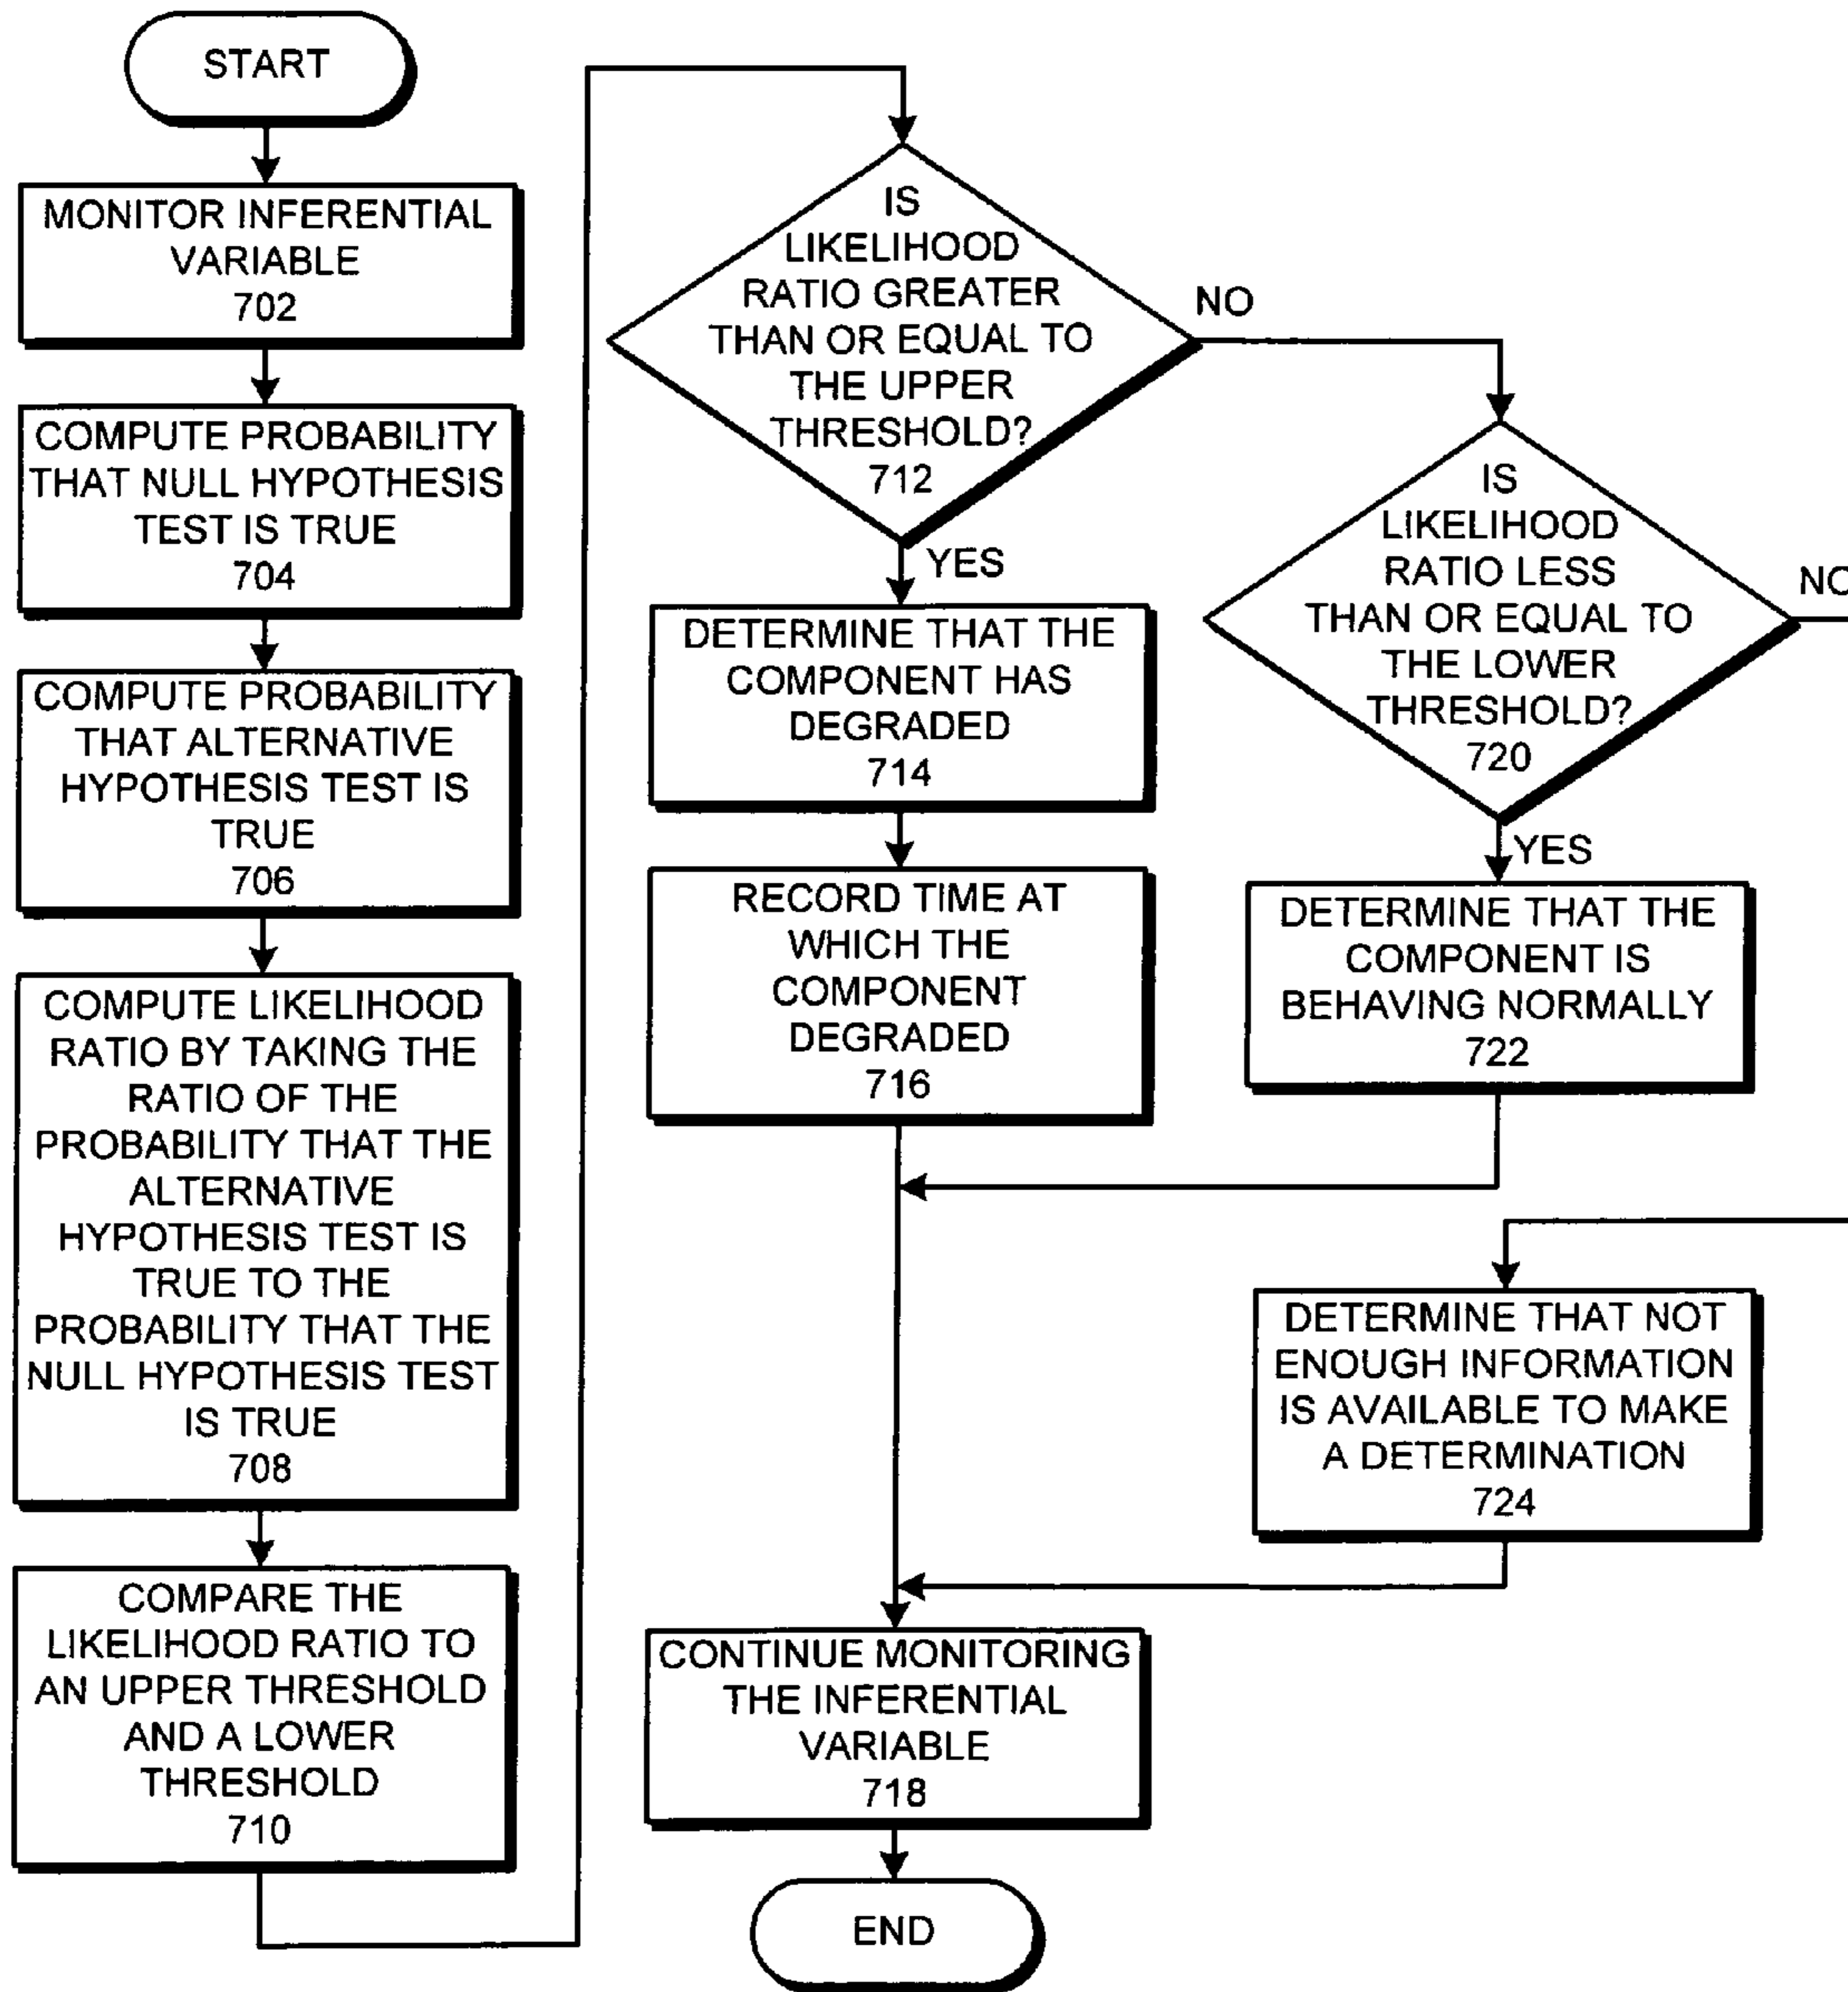 START
MONITOR INFERENTIAL
VARIABLE
702
COMPUTE PROBABILITY
THAT NULL HYPOTHESIS
TEST IS TRUE
704
COMPUTE PROBABILITY
THAT ALTERNATIVE
HYPOTHESIS TEST IS
TRUE
706
COMPUTE LIKELIHOOD
RATIO BY TAKING THE
RATIO OF THE
PROBABILITY THAT THE
ALTERNATIVE
HYPOTHESIS TEST IS
TRUE TO THE
PROBABILITY THAT THE
NULL HYPOTHESIS TEST
IS TRUE
708
COMPARE THE
LIKELIHOOD RATIO TO
AN UPPER THRESHOLD
AND A LOWER
THRESHOLD
710
IS
LIKELIHOOD
RATIO GREATER
THAN OR EQUAL TO
THE UPPER
THRESHOLD?
712
NO
YES
DETERMINE THAT THE
COMPONENT HAS
DEGRADED
714
RECORD TIME AT
WHICH THE
COMPONENT
DEGRADED
716
IS
LIKELIHOOD
RATIO LESS
THAN OR EQUAL TO
THE LOWER
THRESHOLD?
720
NO
YES
DETERMINE THAT THE
COMPONENT IS
BEHAVING NORMALLY
722
DETERMINE THAT NOT
ENOUGH INFORMATION
IS AVAILABLE TO MAKE
A DETERMINATION
724
CONTINUE MONITORING
THE INFERENTIAL
VARIABLE
718
END